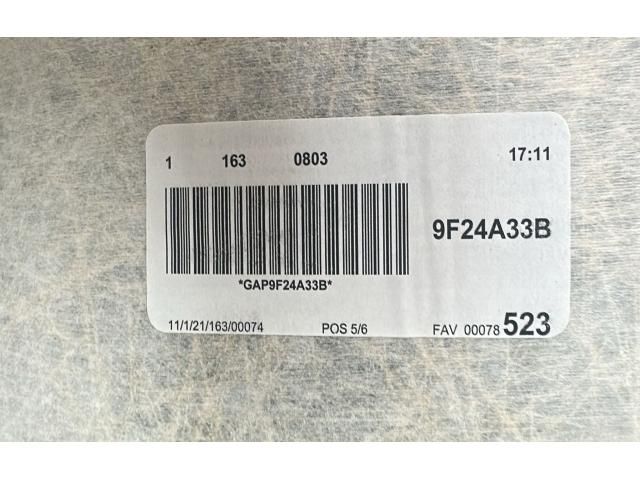 1 163 0803 17:11
9F24A33B
*GAP9F24A33B*
11/1/21/163/00074 POS 5/6 FAV 00078 523